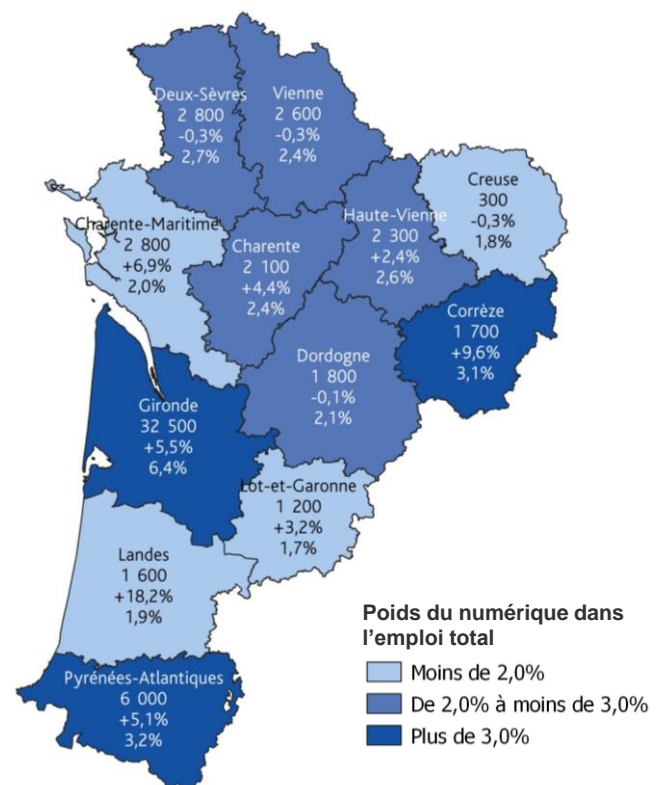 Deux-Sèvres
2 800
-0,3%
2,7%
Vienne
2 600
-0,3%
2,4%
Creuse
300
-0,3%
1,8%
Charente-Maritime
2 800
+6,9%
2,0%
Charente
2 100
+4,4%
2,4%
Haute-Vienne
2 300
+2,4%
2,6%
Corrèze
1 700
+9,6%
3,1%
Dordogne
1 800
-0,1%
2,1%
Gironde
32 500
+5,5%
6,4%
Lot-et-Garonne
1 200
+3,2%
1,7%
Landes
1 600
+18,2%
1,9%
Pyrénées-Atlantiques
6 000
+5,1%
3,2%
Poids du numérique dans
l’emploi total
Moins de 2,0%
De 2,0% à moins de 3,0%
Plus de 3,0%